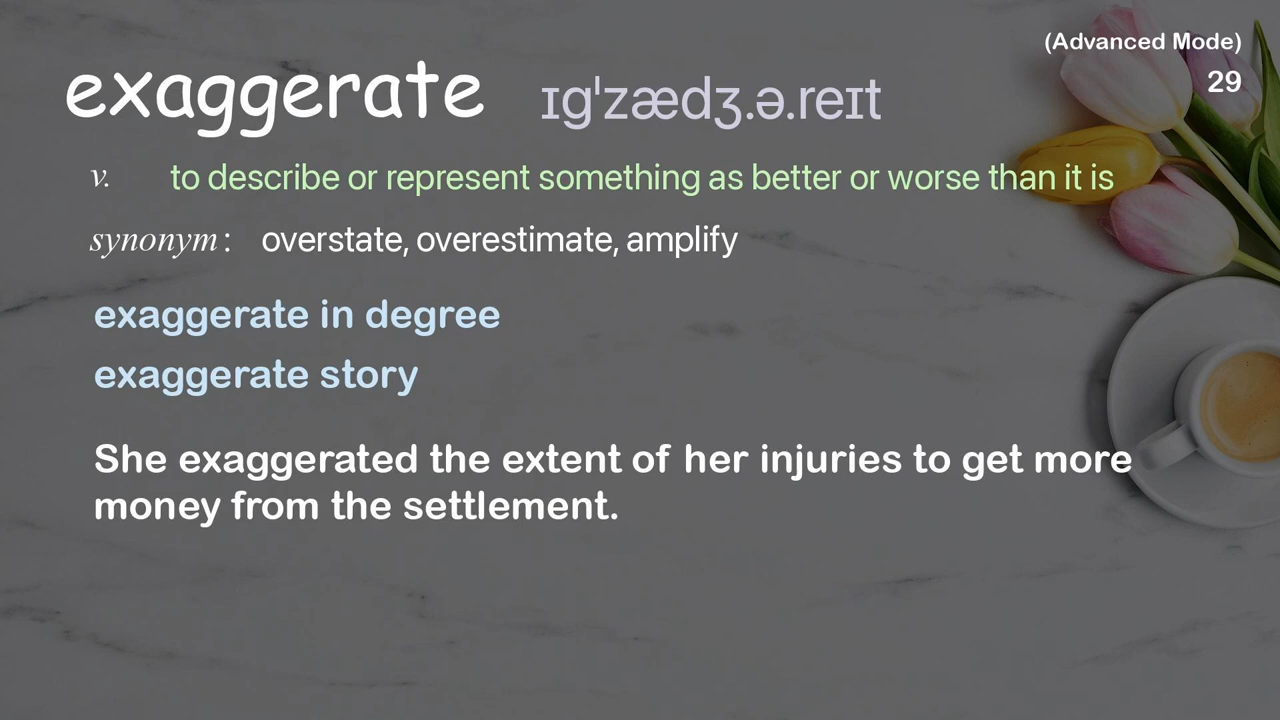 (Advanced Mode)
29
exaggerate ɪgˈzædʒ.ə.reɪt
v. to describe or represent something as better or worse than it is
synonym: overstate, overestimate, amplify
exaggerate in degree
exaggerate story
She exaggerated the extent of her injuries to get more
money from the settlement.